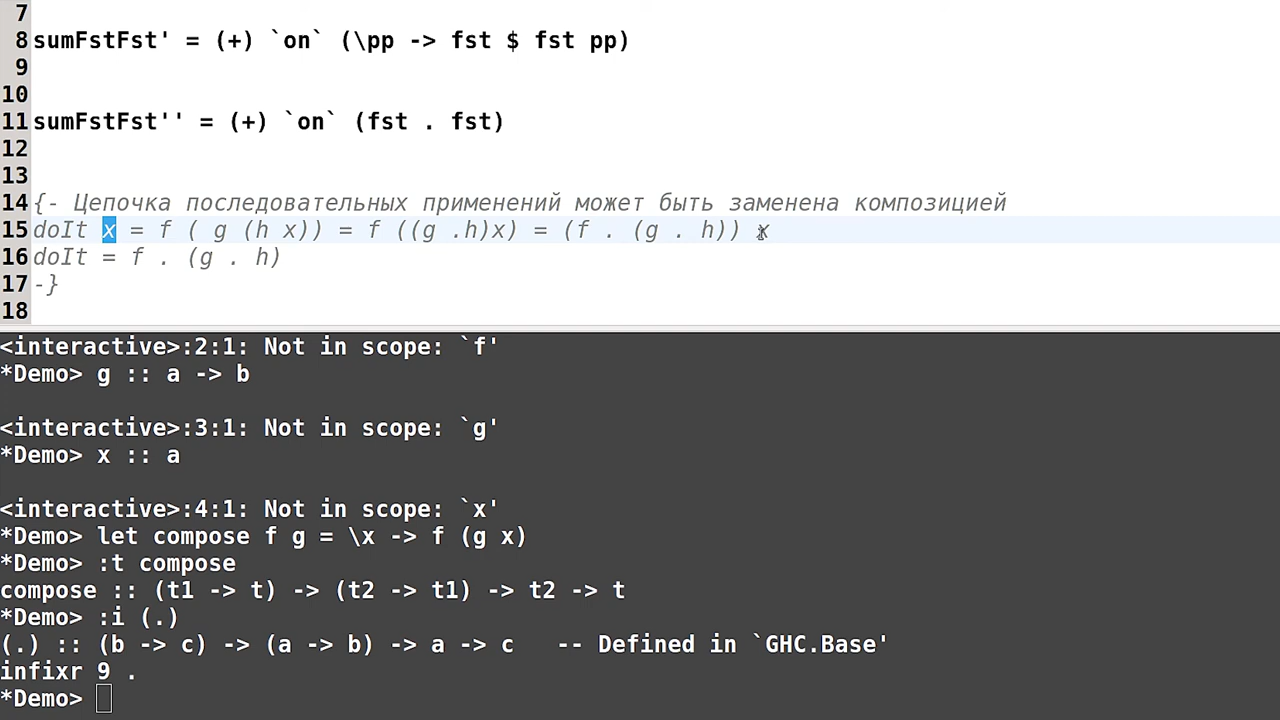 7
8 sumFstFst' = (+) `on` (\pp -> fst $ fst pp)
9
10
11 sumFstFst'' = (+) `on` (fst . fst)
12
13
14 {- Цепочка последовательных применений может быть заменена композицией
15 doIt x = f ( g (h x)) = f ((g .h)x) = (f . (g . h)) x
16 doIt = f . (g . h)
17 -}
18
<interactive>:2:1: Not in scope: `f'
*Demo> g :: a -> b
<interactive>:3:1: Not in scope: `g'
*Demo> x :: a
<interactive>:4:1: Not in scope: `x'
*Demo> let compose f g = \x -> f (g x)
*Demo> :t compose
compose :: (t1 -> t) -> (t2 -> t1) -> t2 -> t
*Demo> :i (.)
(.) :: (b -> c) -> (a -> b) -> a -> c   -- Defined in `GHC.Base'
infixr 9 .
*Demo>